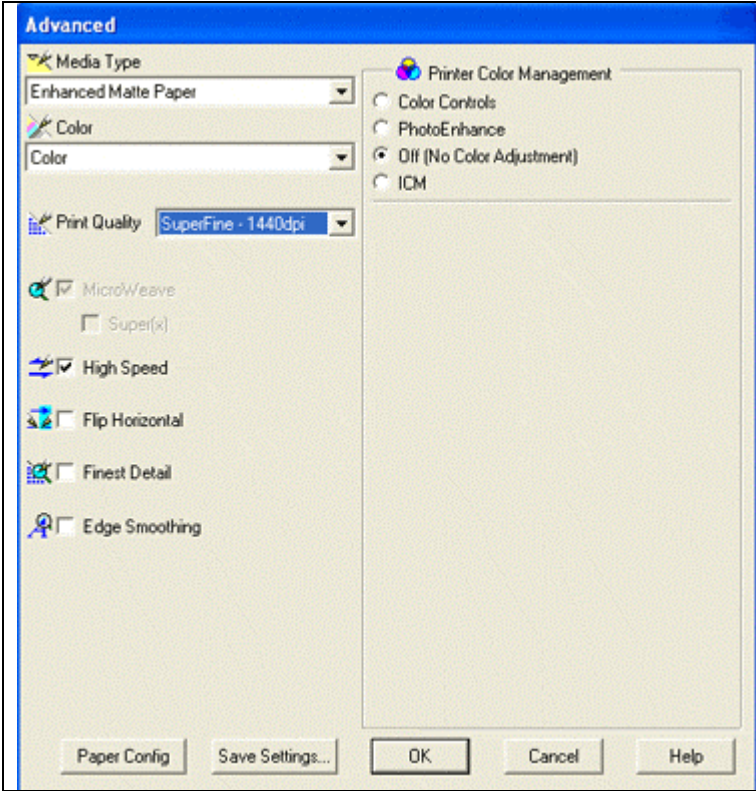 Advanced
Media Type
Enhanced Matte Paper
Color
Color
Print Quality SuperFine - 1440dpi
MicroWeave
Super(x)
High Speed
Flip Horizontal
Finest Detail
Edge Smoothing
Printer Color Management
Color Controls
PhotoEnhance
Off (No Color Adjustment)
ICM
Paper Config Save Settings... OK Cancel Help